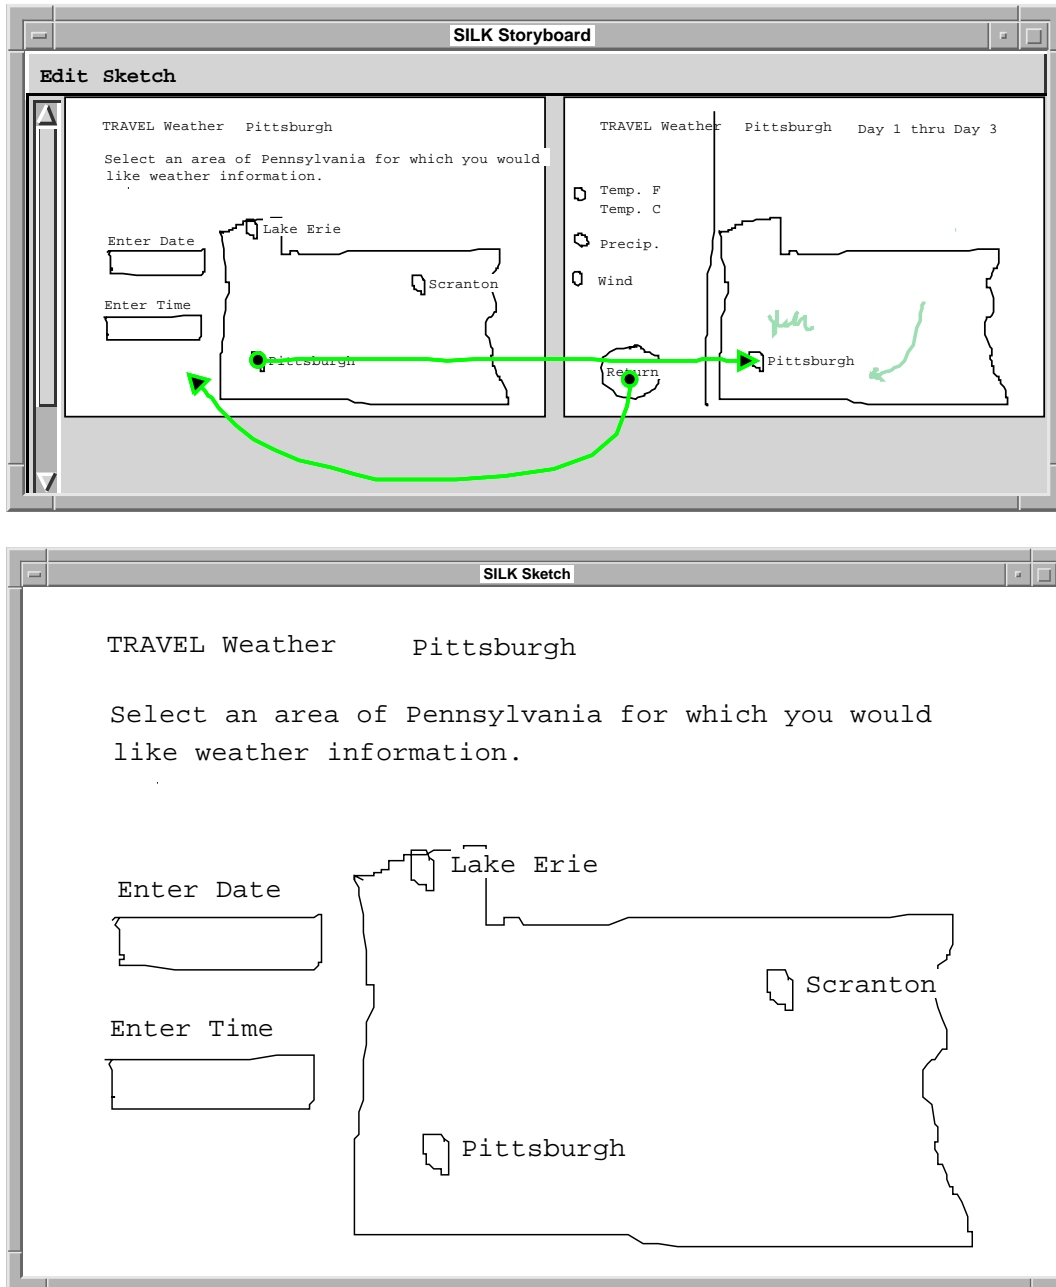 SILK Storyboard
Edit Sketch
TRAVEL Weather Pittsburgh
Select an area of Pennsylvania for which you would
like weather information.
Lake Erie
Enter Date
Scranton
Enter Time
Pittsburgh
TRAVEL Weather Pittsburgh Day 1 thru Day 3
Temp. F
Temp. C
Precip.
Wind
Return
Pittsburgh
SILK Sketch
TRAVEL Weather Pittsburgh
Select an area of Pennsylvania for which you would
like weather information.
Lake Erie
Enter Date
Scranton
Enter Time
Pittsburgh